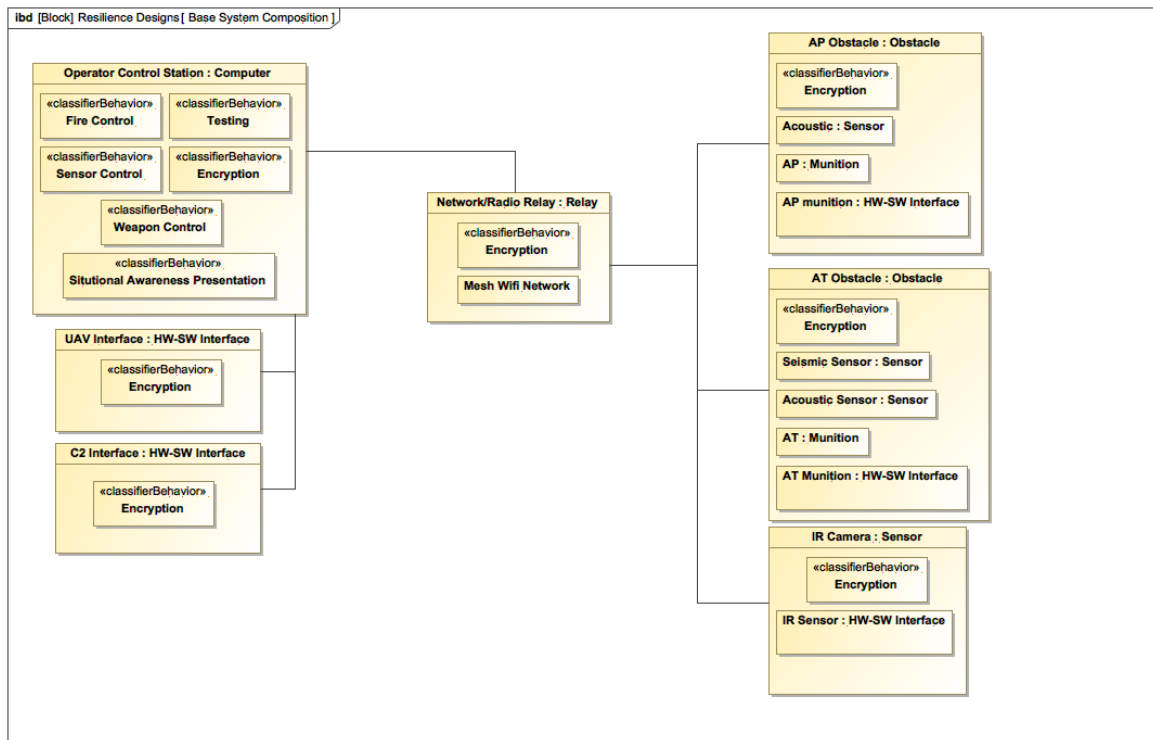 ibd [Block] Resilience Designs [ Base System Composition ]
Operator Control Station : Computer
«classifierBehavior»
Fire Control
«classifierBehavior»
Testing
«classifierBehavior»
Sensor Control
«classifierBehavior»
Encryption
«classifierBehavior»
Weapon Control
«classifierBehavior»
Situtional Awareness Presentation
UAV Interface : HW-SW Interface
«classifierBehavior»
Encryption
C2 Interface : HW-SW Interface
«classifierBehavior»
Encryption
Network/Radio Relay : Relay
«classifierBehavior»
Encryption
Mesh Wifi Network
AP Obstacle : Obstacle
«classifierBehavior»
Encryption
Acoustic : Sensor
AP : Munition
AP munition : HW-SW Interface
AT Obstacle : Obstacle
«classifierBehavior»
Encryption
Seismic Sensor : Sensor
Acoustic Sensor : Sensor
AT : Munition
AT Munition : HW-SW Interface
IR Camera : Sensor
«classifierBehavior»
Encryption
IR Sensor : HW-SW Interface